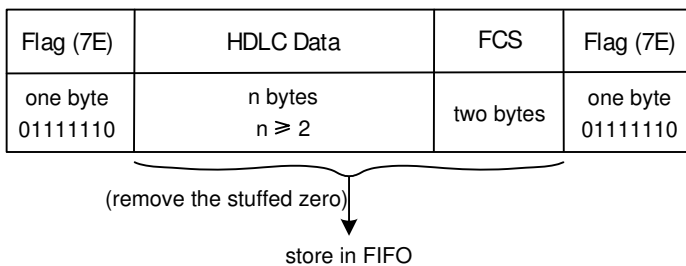 Flag (7E) HDLC Data FCS Flag (7E)
one byte n bytes two bytes one byte
01111110 n ≥ 2 01111110
(remove the stuffed zero)
store in FIFO